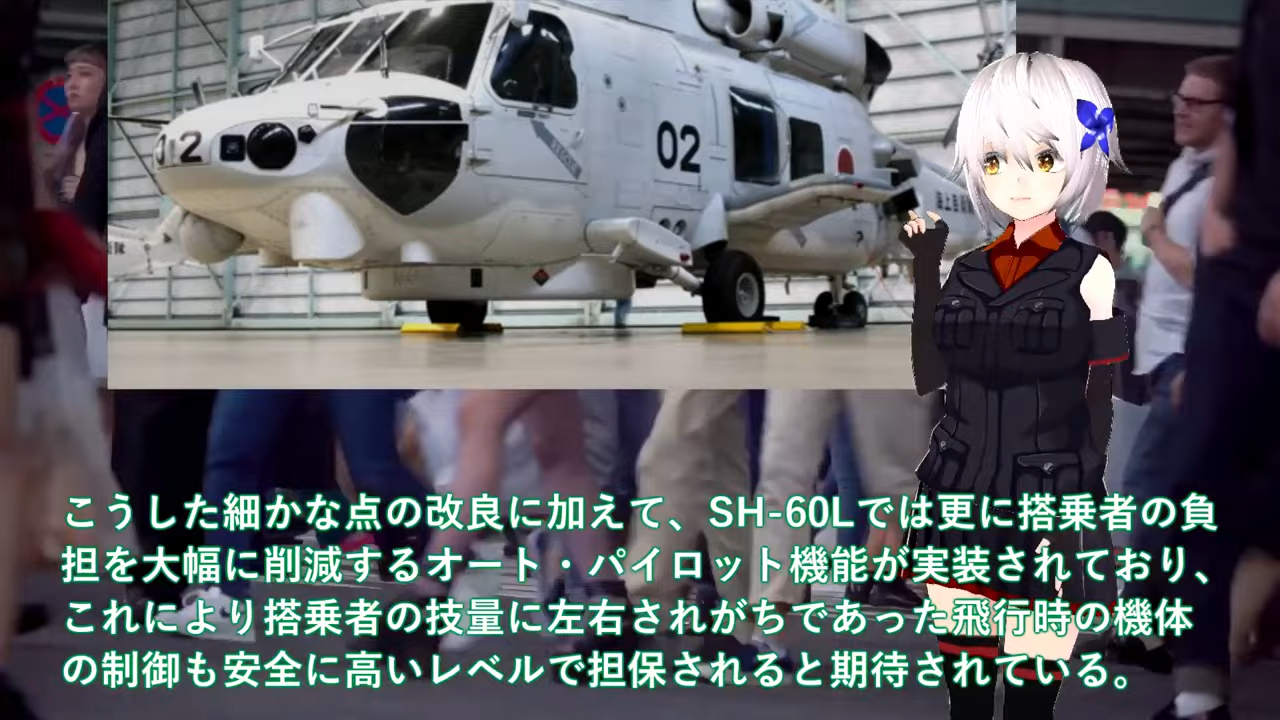 02
02
こうした細かな点の改良に加えて、SH-60Lでは更に搭乗者の負
担を大幅に削減するオート・パイロット機能が実装されており、
これにより搭乗者の技量に左右されがちであった飛行時の機体
の制御も安全に高いレベルで担保されると期待されている。